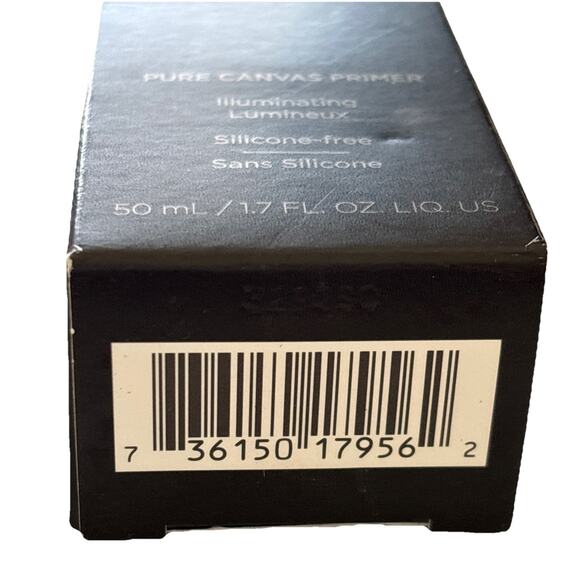 PURE CANVAS PRIMER
Illuminating
Lumineux
Silicone-free
Sans Silicone
50 mL / 1.7 FL. OZ. LIQ. US
7 36150 17956 2